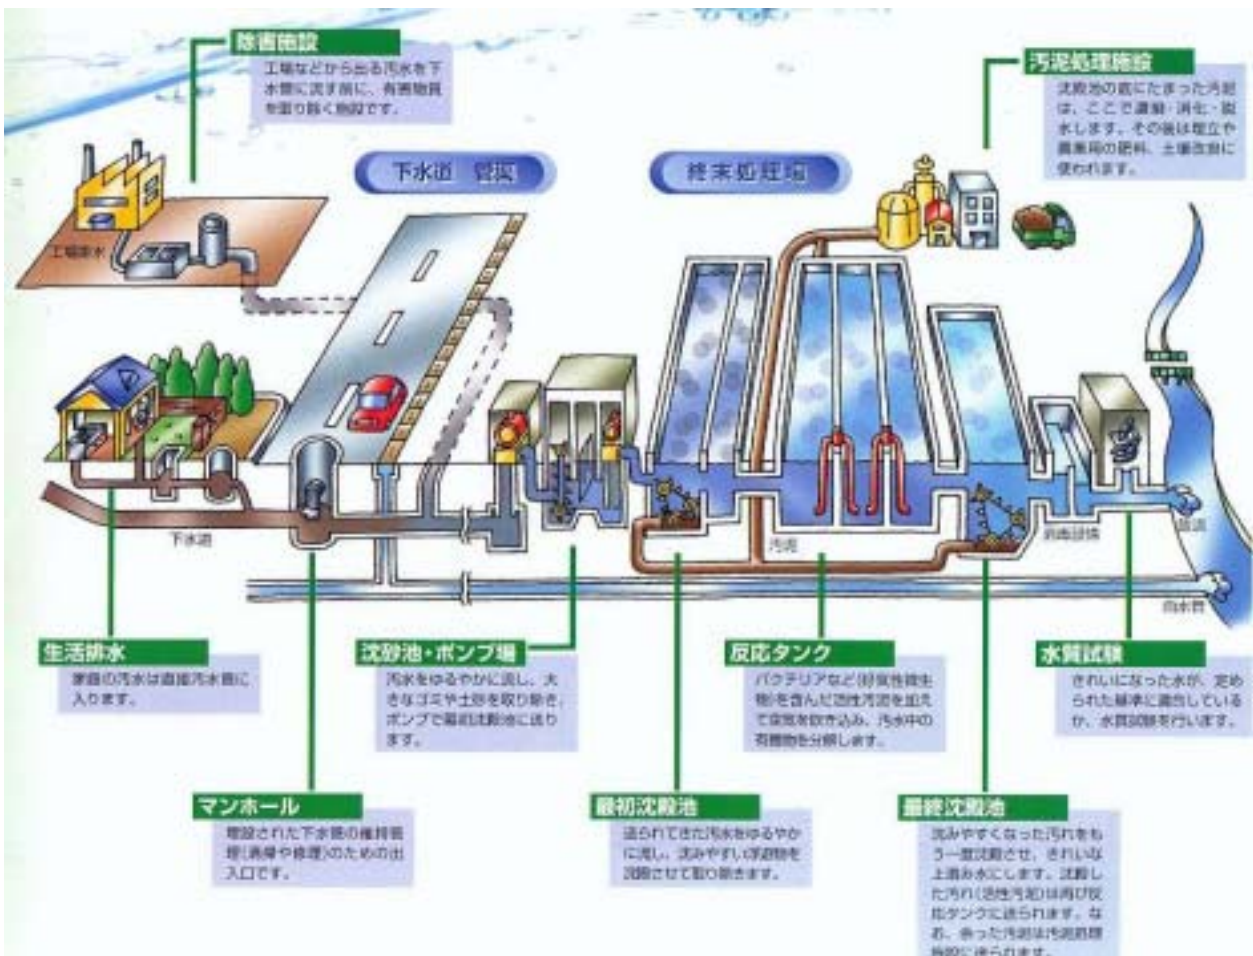 除害施設
工場などから出る汚水を下
水管に流す前に、有害物質
を取り除く施設です。
汚泥処理施設
沈殿池の底にたまった汚泥
は、ここで濃縮・消化・脱
水します。その後は埋立や
農業用の肥料、土壌改良に
使われます。
下水道 管渠
終末処理場
工場排水
下水道
汚泥
消毒設備
放流
雨水管
生活排水
家庭の汚水は直接汚水管に
入ります。
沈砂池・ポンプ場
汚水をゆるやかに流し、大
きなゴミや土砂を取り除き、
ポンプで最初沈殿池に送り
ます。
反応タンク
バクテリアなど(好気性微生
物)を含んだ活性汚泥を加え
て空気を吹き込み、汚水中の
有機物を分解します。
水質試験
きれいになった水が、定め
られた基準に適合している
か、水質試験を行います。
マンホール
埋設された下水管の維持管
理(清掃や修理)のための出
入口です。
最初沈殿池
送られてきた汚水をゆるやか
に流し、沈みやすい浮遊物を
沈殿させて取り除きます。
最終沈殿池
沈みやすくなった汚れをも
う一度沈殿させ、きれいな
上澄み水にします。沈殿し
た汚れ(活性汚泥)は再び反
応タンクに送られます。な
お、余った汚泥は汚泥処理
施設に送られます。